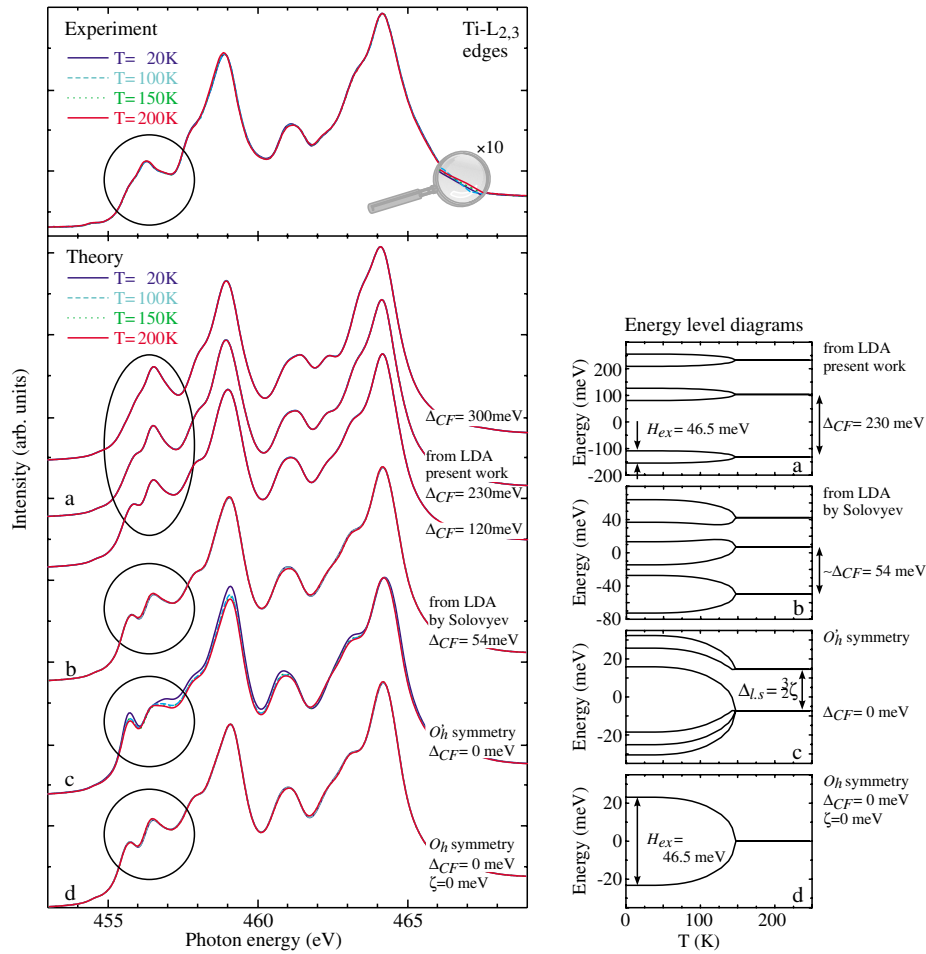 Experiment
Ti-L2,3
edges
T= 20K
T= 100K
T= 150K
T= 200K
×10
Theory
T= 20K
T= 100K
T= 150K
T= 200K
ΔCF= 300meV
from LDA
present work
ΔCF= 230meV
a
ΔCF= 120meV
from LDA
by Solovyev
ΔCF= 54meV
b
O'h symmetry
ΔCF= 0 meV
c
Oh symmetry
ΔCF= 0 meV
ζ=0 meV
d
Intensity (arb. units)
455
460
465
Photon energy (eV)
Energy level diagrams
200
100
0
-100
-200
Energy (meV)
Hex= 46.5 meV
a
from LDA
present work
ΔCF= 230 meV
40
0
-40
-80
Energy (meV)
b
from LDA
by Solovyev
~ΔCF= 54 meV
20
0
-20
Energy (meV)
Δl.s= 3/2ζ
c
O'h symmetry
ΔCF= 0 meV
20
0
-20
Energy (meV)
Hex=
46.5 meV
d
Oh symmetry
ΔCF= 0 meV
ζ=0 meV
0
50
100
150
200
T (K)